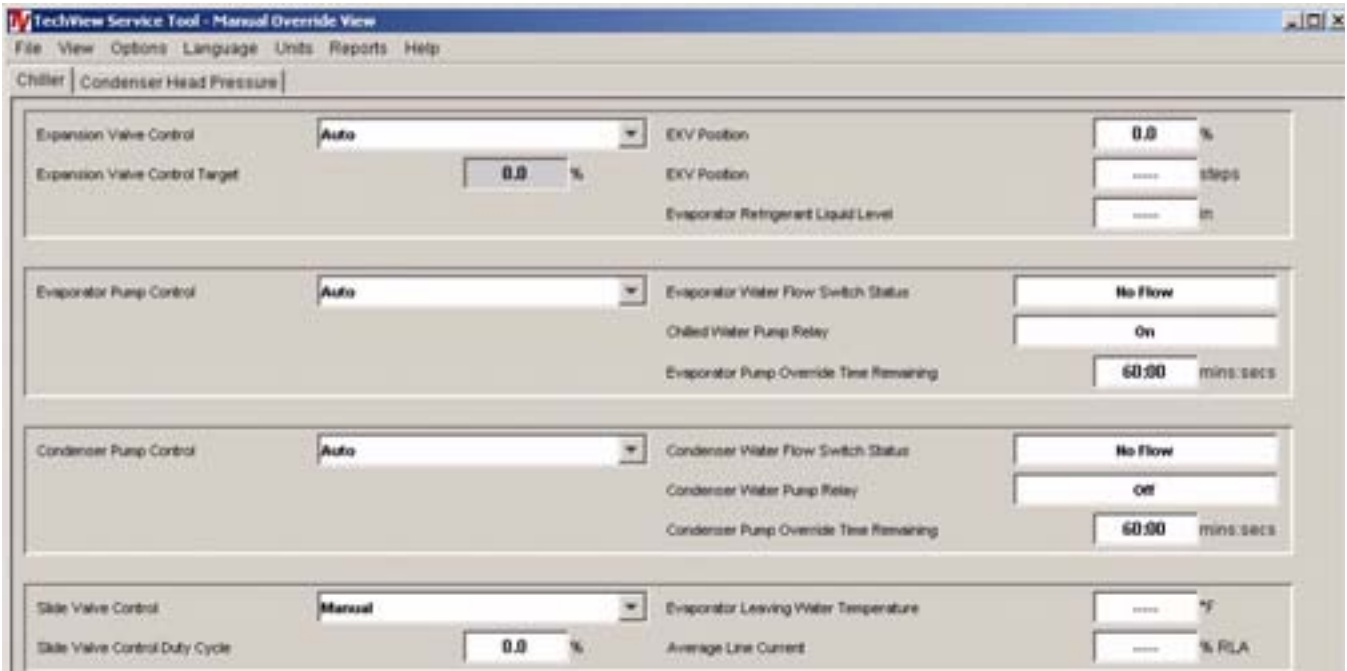 TechView Service Tool - Manual Override View
File View Options Language Units Reports Help
Chiller Condenser Head Pressure
Expansion Valve Control Auto EXV Position 0.0 %
Expansion Valve Control Target 0.0 % EXV Position ----- steps
Evaporator Refrigerant Liquid Level ----- in
Evaporator Pump Control Auto Evaporator Water Flow Switch Status No Flow
Chilled Water Pump Relay On
Evaporator Pump Override Time Remaining 60:00 mins:secs
Condenser Pump Control Auto Condenser Water Flow Switch Status No Flow
Condenser Water Pump Relay Off
Condenser Pump Override Time Remaining 60:00 mins:secs
Slide Valve Control Manual Evaporator Leaving Water Temperature ----- °F
Slide Valve Control Duty Cycle 0.0 % Average Line Current ----- % RLA